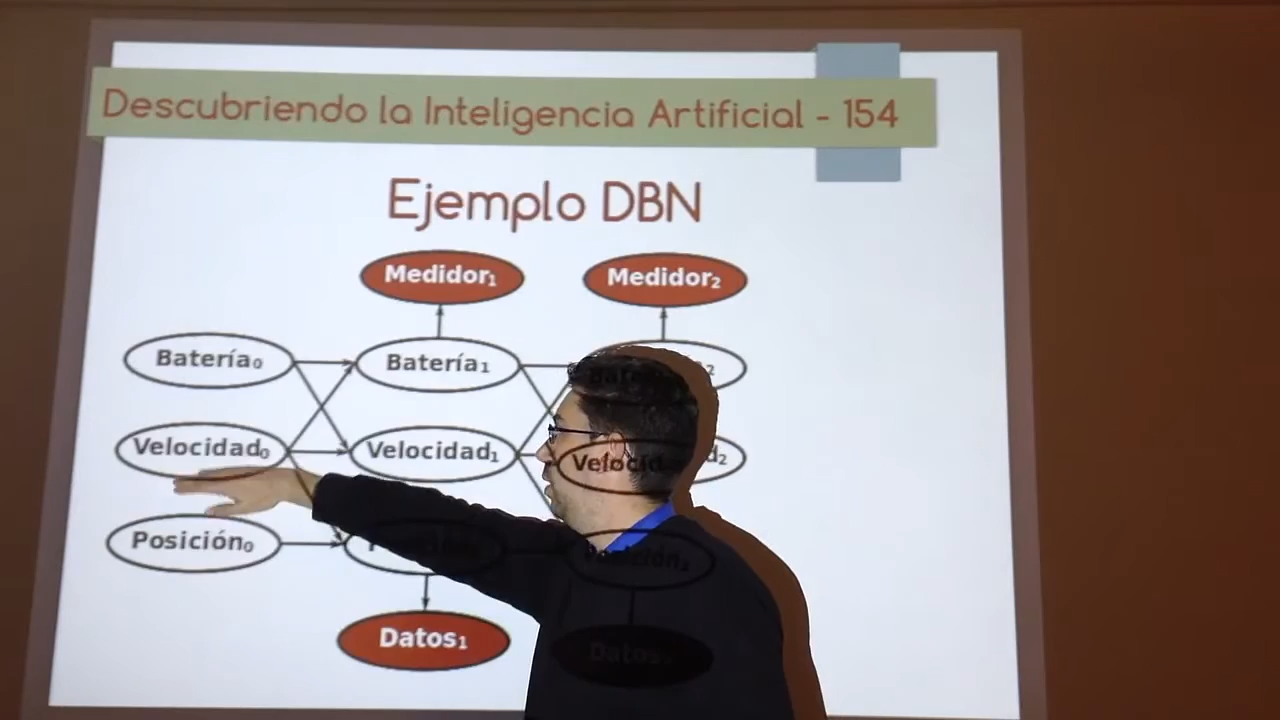 Descubriendo la Inteligencia Artificial - 154
Ejemplo DBN
Medidor₁ Medidor₂
Batería₀ Batería₁
Velocidad₀ Velocidad₁
Posición₀
Datos₁